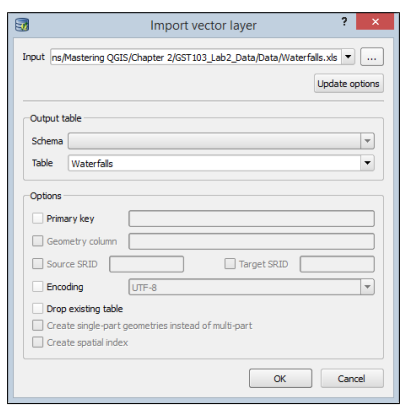 Import vector layer ? ×
Input ns/Mastering QGIS/Chapter 2/GST103_Lab2_Data/Data/Waterfalls.xls ...
Update options
Output table
Schema
Table Waterfalls
Options
Primary key
Geometry column
Source SRID Target SRID
Encoding UTF-8
Drop existing table
Create single-part geometries instead of multi-part
Create spatial index
OK Cancel